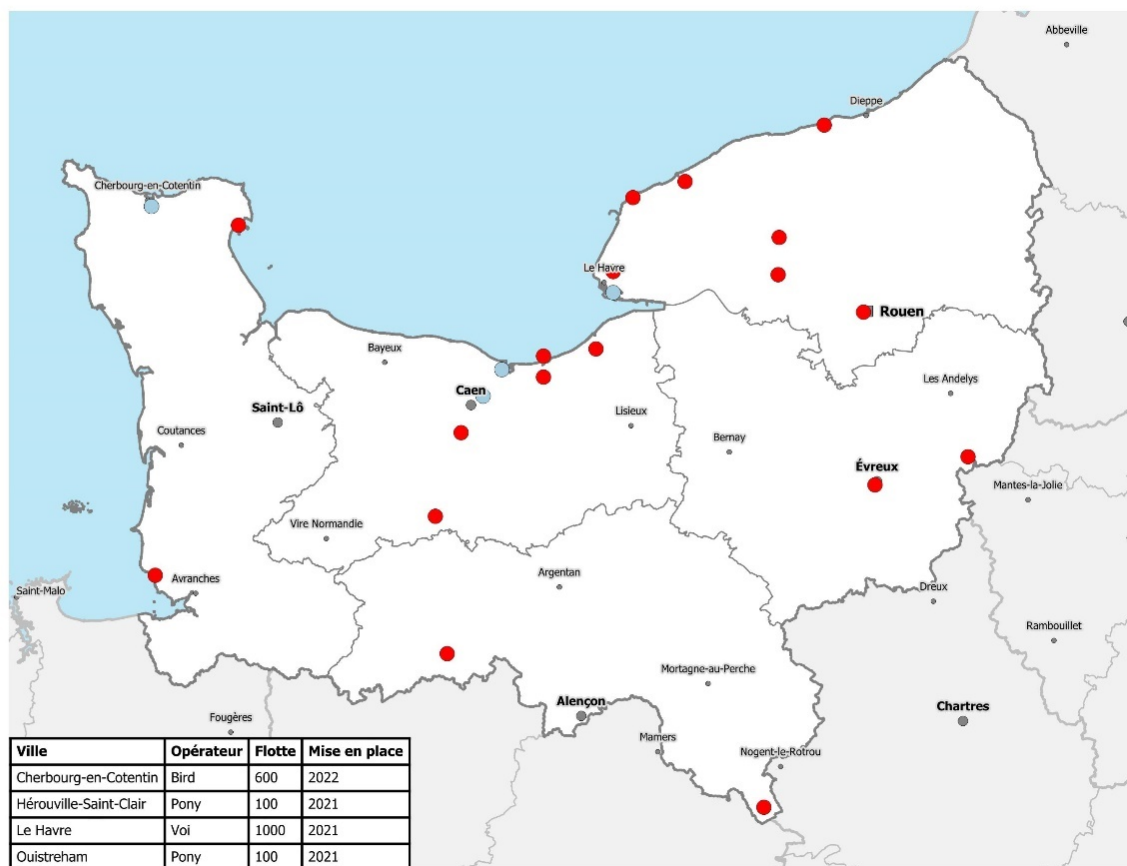 Abbeville
Dieppe
Cherbourg-en-Cotentin
Le Havre
Rouen
Bayeux
Les Andelys
Caen
Saint-Lô
Lisieux
Coutances
Bernay
Évreux
Mantes-la-Jolie
Vire Normandie
Argentan
Avranches
Saint-Malo
Dreux
Rambouillet
Mortagne-au-Perche
Alençon
Chartres
Fougères
Mamers
Nogent-le-Rotrou
Ville Opérateur Flotte Mise en place
Cherbourg-en-Cotentin Bird 600 2022
Hérouville-Saint-Clair Pony 100 2021
Le Havre Voi 1000 2021
Ouistreham Pony 100 2021